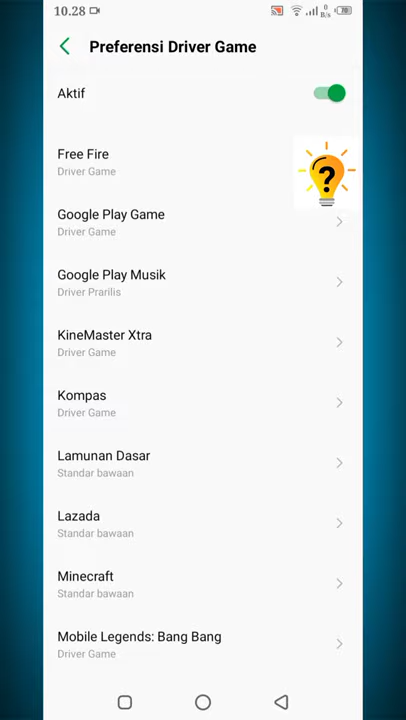 10.28
0
B/s
70
Preferensi Driver Game
Aktif
Free Fire
Driver Game
?
Google Play Game
Driver Game
Google Play Musik
Driver Prarilis
KineMaster Xtra
Driver Game
Kompas
Driver Game
Lamunan Dasar
Standar bawaan
Lazada
Standar bawaan
Minecraft
Standar bawaan
Mobile Legends: Bang Bang
Driver Game